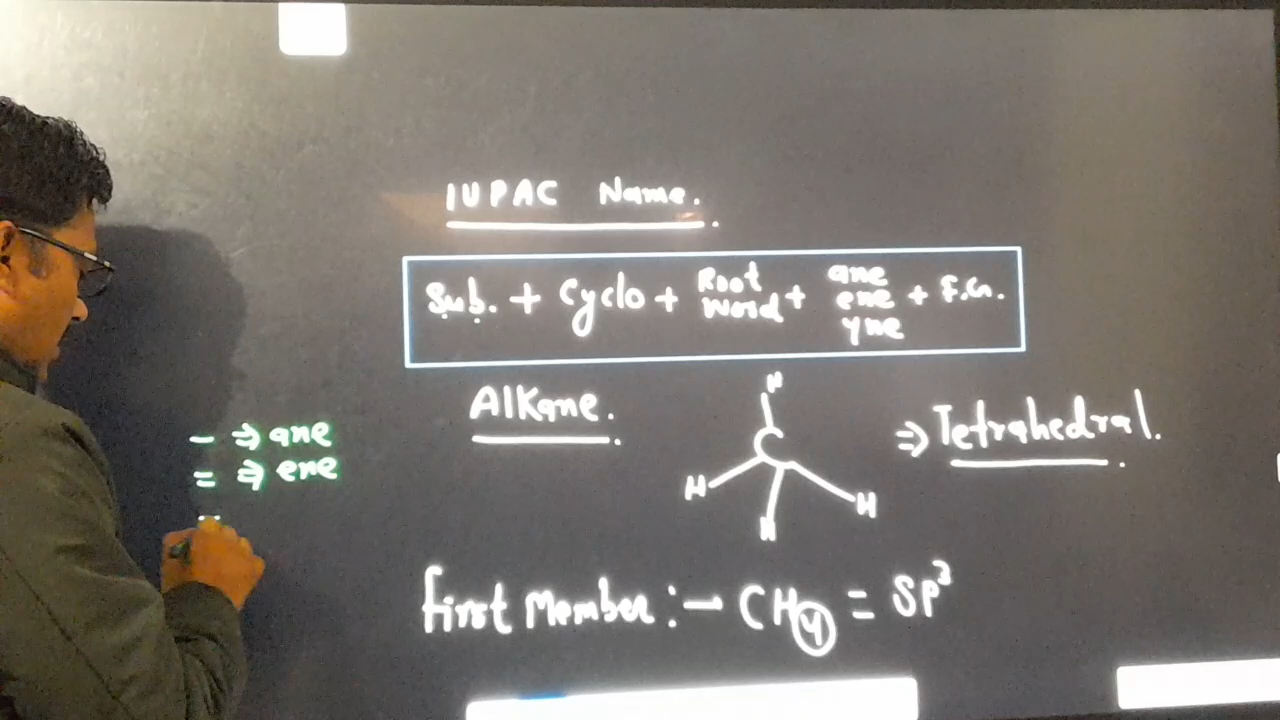 IUPAC Name.
Sub. + Cyclo + Root Word + ane ene yne + F.G.
Alkane.
H
C
H H
H
⇒ Tetrahedral.
- ⇒ ane
= ⇒ ene
First Member :- CH4 = SP3